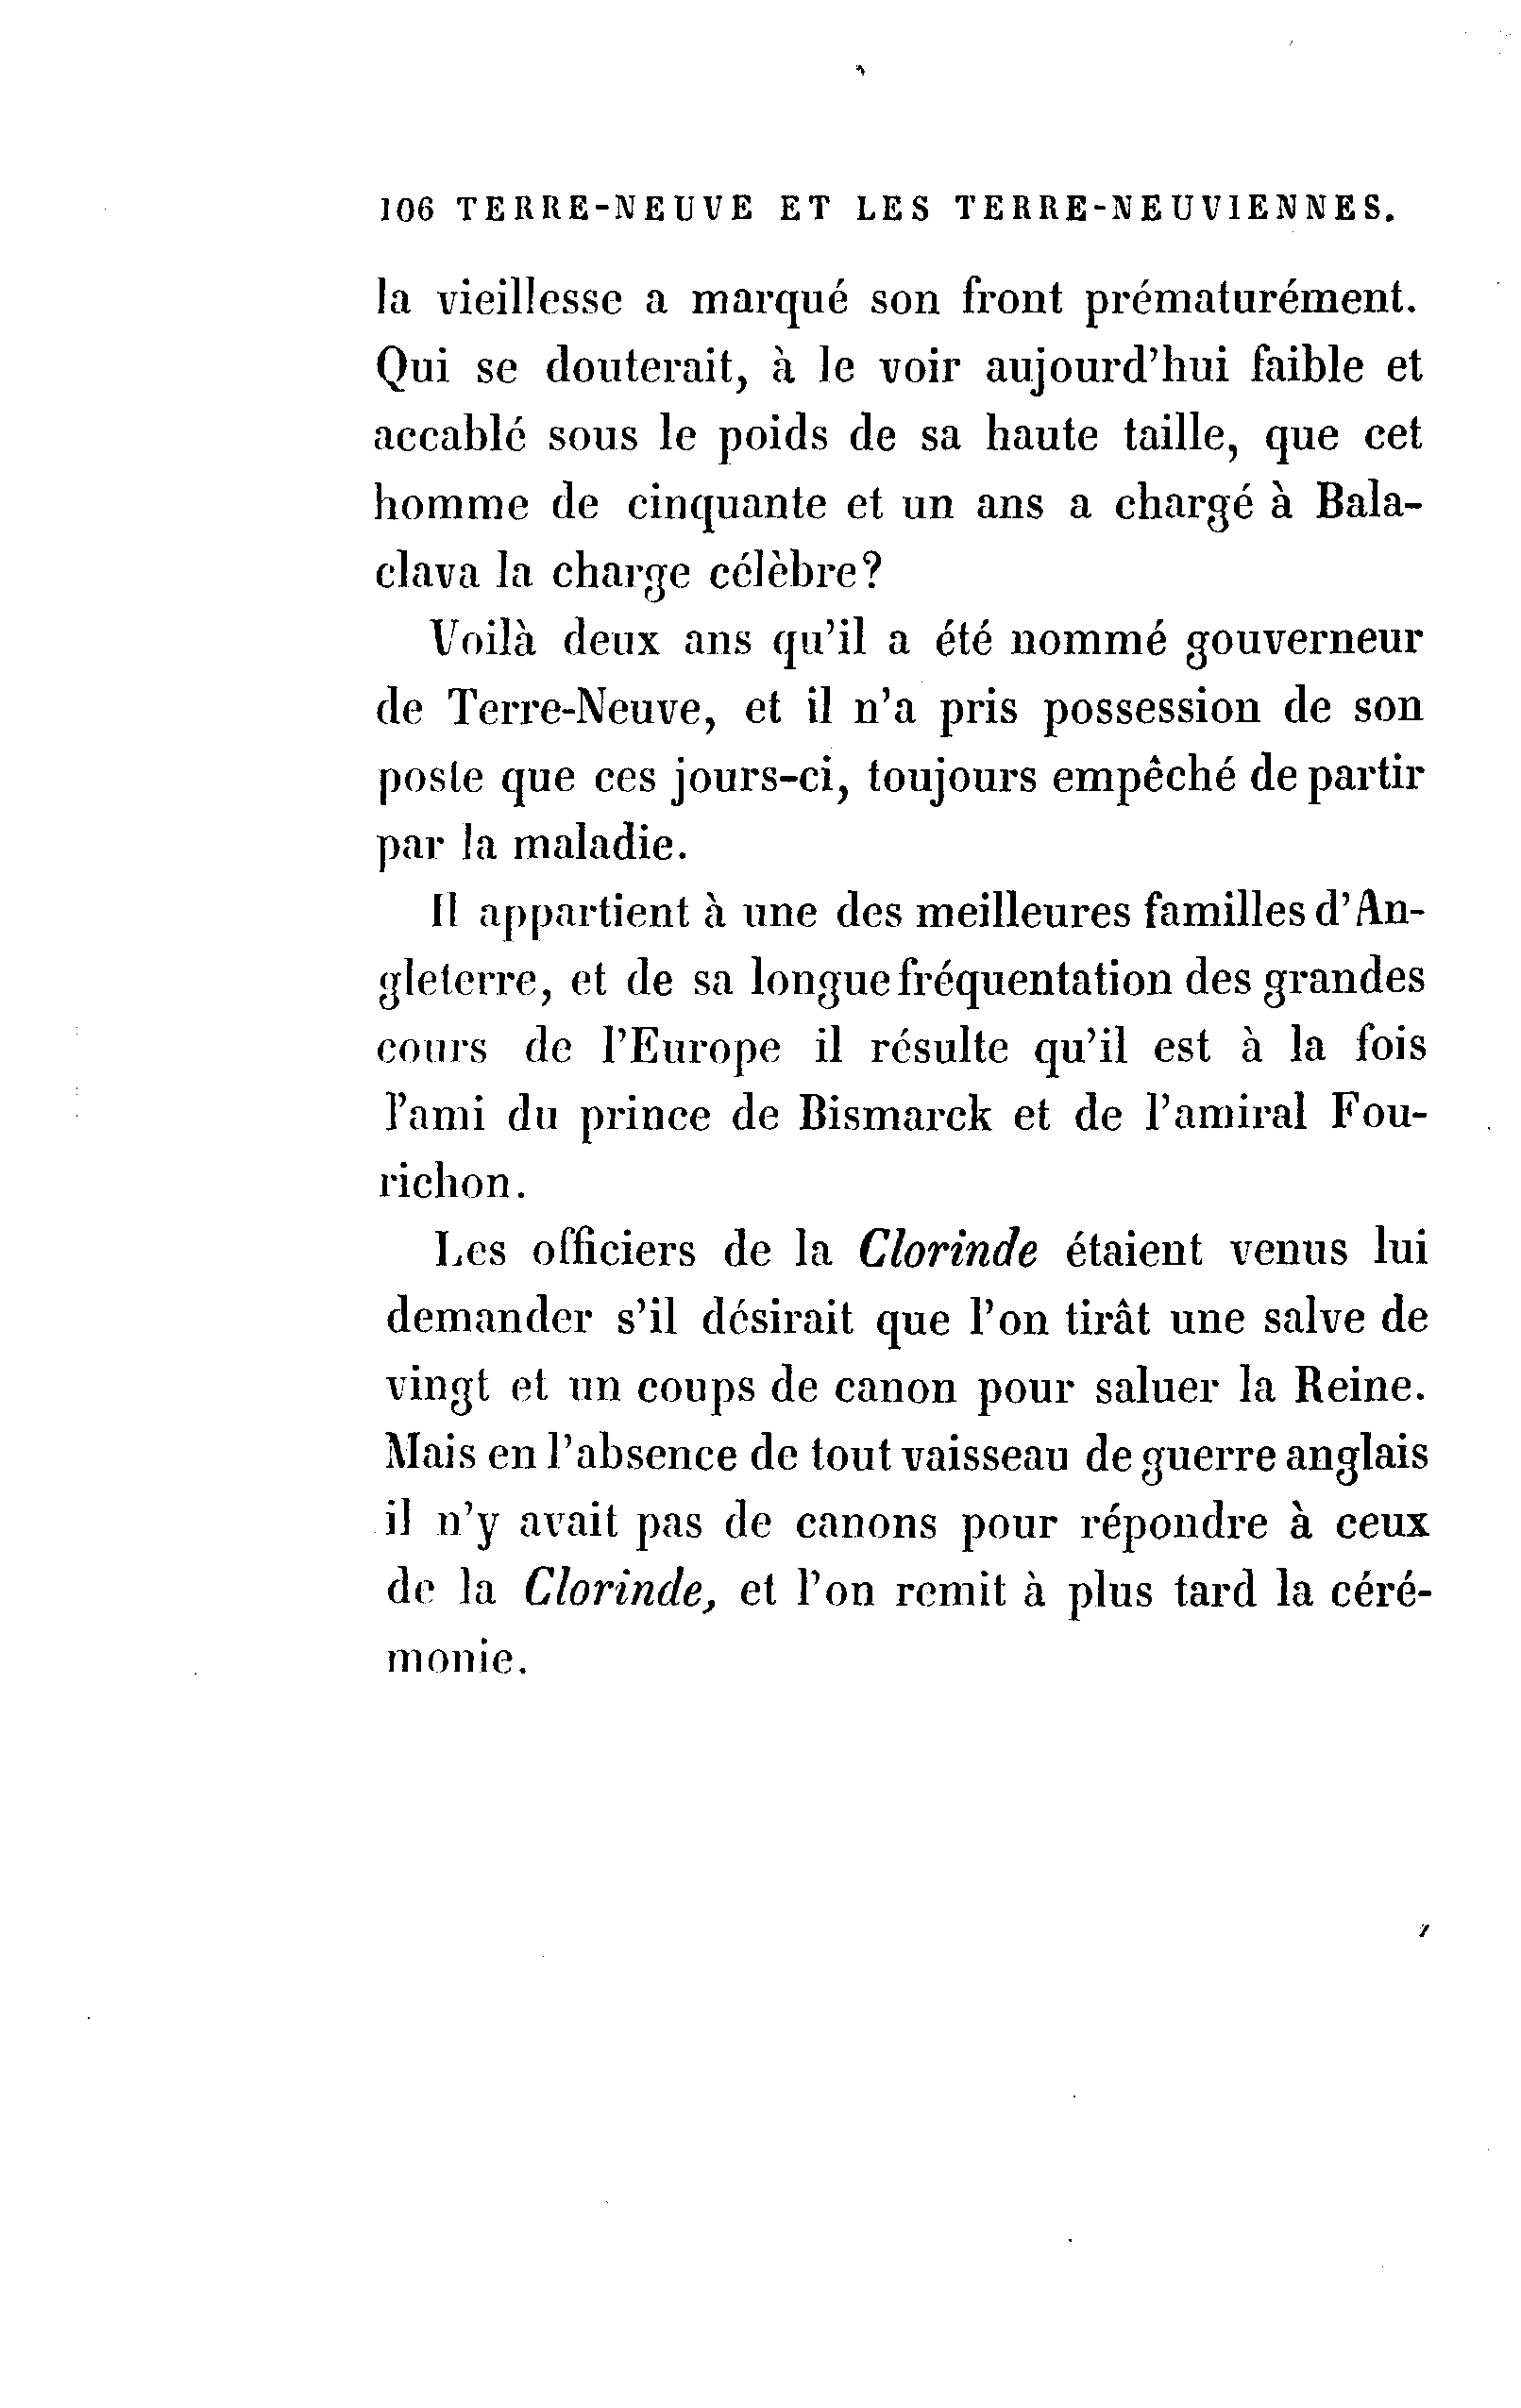 106 TERRE-NEUVE ET LES TERRE-NEUVIENNES.
la vieillesse a marqué son front prématurément.
Qui se douterait, à le voir aujourd'hui faible et
accablé sous le poids de sa haute taille, que cet
homme de cinquante et un ans a chargé à Bala-
clava la charge célèbre?
Voilà deux ans qu'il a été nommé gouverneur
de Terre-Neuve, et il n'a pris possession de son
poste que ces jours-ci, toujours empêché de partir
par la maladie.
Il appartient à une des meilleures familles d'An-
gleterre, et de sa longue fréquentation des grandes
cours de l'Europe il résulte qu'il est à la fois
l'ami du prince de Bismarck et de l'amiral Fou-
richon.
Les officiers de la Clorinde étaient venus lui
demander s'il désirait que l'on tirât une salve de
vingt et un coups de canon pour saluer la Reine.
Mais en l'absence de tout vaisseau de guerre anglais
il n'y avait pas de canons pour répondre à ceux
de la Clorinde, et l'on remit à plus tard la céré-
monie.